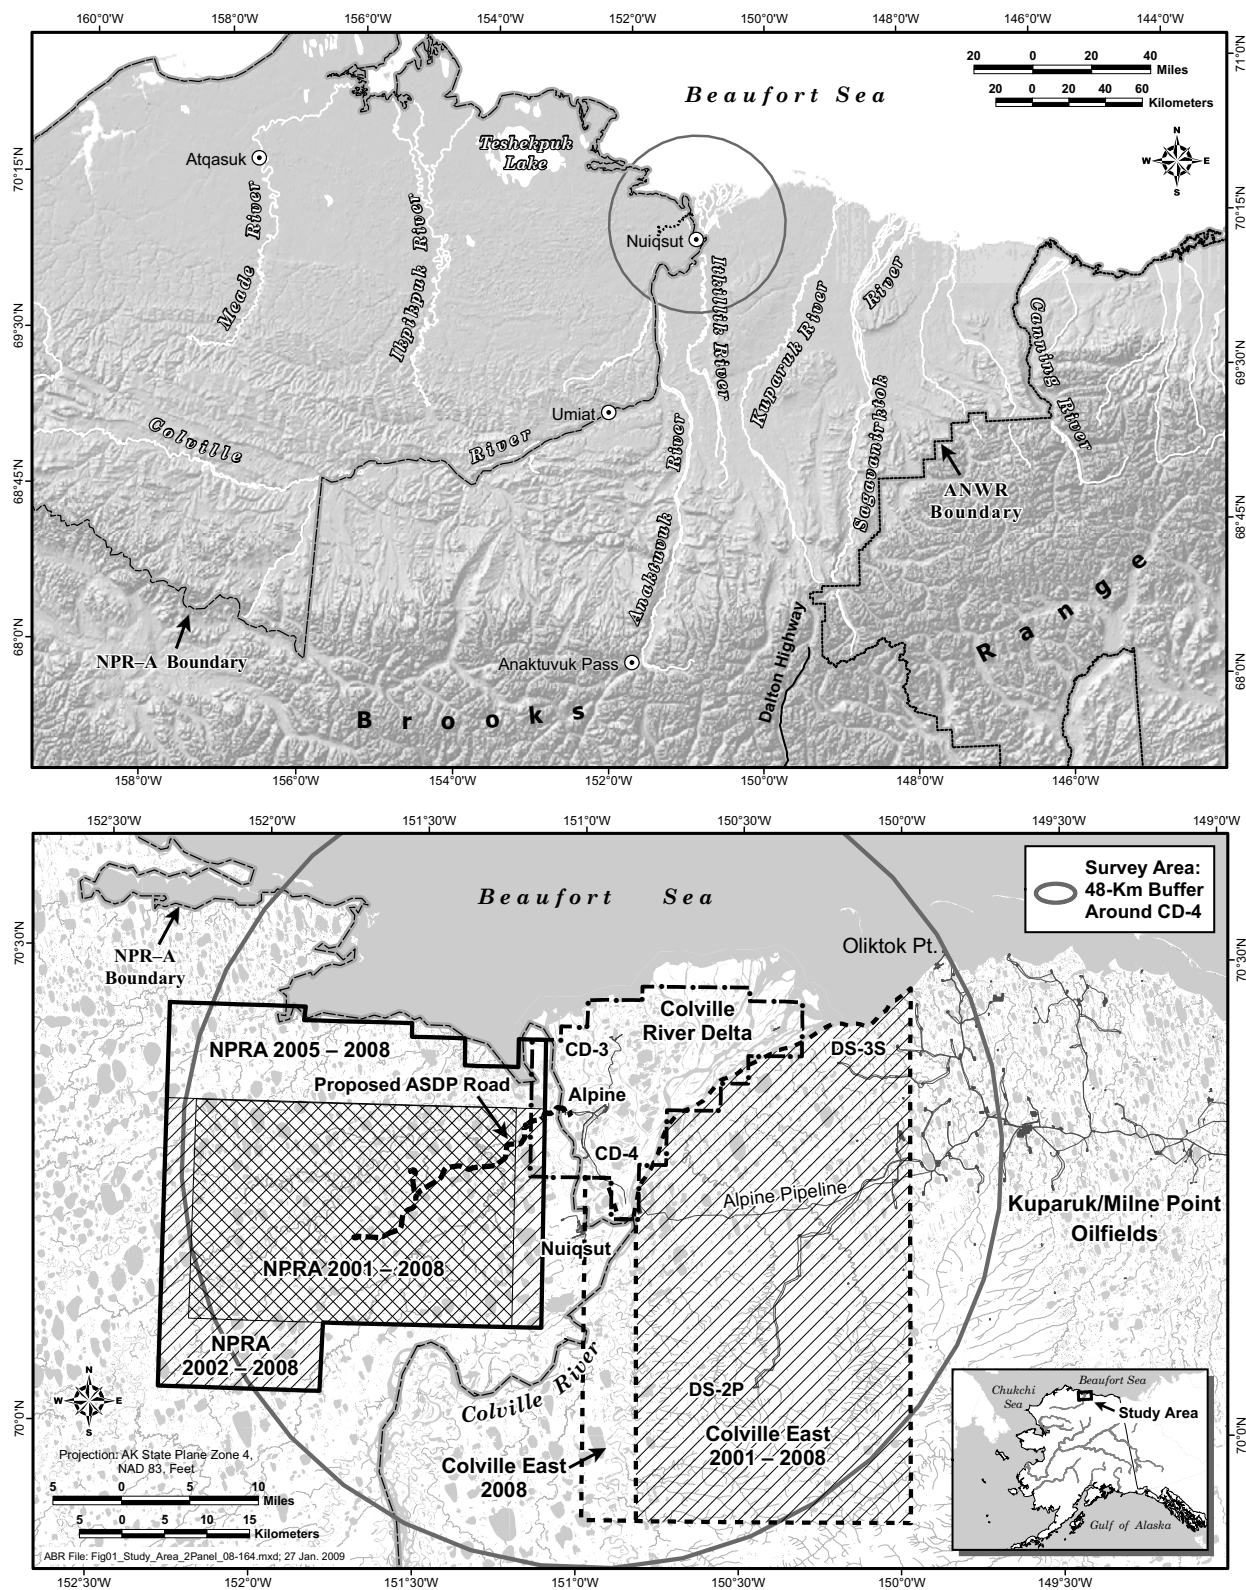 160°0'W 158°0'W 156°0'W 154°0'W 152°0'W 150°0'W 148°0'W 146°0'W 144°0'W
71°0'N
20 0 20 40
Miles
20 0 20 40 60
Kilometers
Beaufort Sea
N
W E
S
Teshekpuk
Lake
Atqasuk
70°15'N
70°15'N
Meade River
Ikpikpuk River
Nuiqsut
Itkillik River
Kuparuk River
River
Sagavanirktok
Canning River
69°30'N
69°30'N
Umiat
Colville River
River
Anaktuvuk
68°45'N
68°45'N
ANWR
Boundary
Range
NPR–A Boundary
68°0'N
68°0'N
Anaktuvuk Pass
Dalton Highway
Brooks
158°0'W 156°0'W 154°0'W 152°0'W 150°0'W 148°0'W 146°0'W
152°30'W 152°0'W 151°30'W 151°0'W 150°30'W 150°0'W 149°30'W 149°0'W
Survey Area:
48-Km Buffer
Around CD-4
Beaufort Sea
NPR–A
Boundary
Oliktok Pt.
70°30'N
70°30'N
Colville
River Delta
NPRA 2005 – 2008
CD-3
DS-3S
Proposed ASDP Road
Alpine
CD-4
Alpine Pipeline
Kuparuk/Milne Point
Oilfields
Nuiqsut
NPRA 2001 – 2008
NPRA
2002 – 2008
N
W E
S
Colville River
DS-2P
Colville East
2001 – 2008
Colville East
2008
70°0'N
70°0'N
Projection: AK State Plane Zone 4,
NAD 83, Feet
5 0 5 10
Miles
5 0 5 10 15
Kilometers
Beaufort Sea
Chukchi
Sea
Study Area
Gulf of Alaska
ABR File: Fig01_Study_Area_2Panel_08-164.mxd; 27 Jan. 2009
152°30'W 152°0'W 151°30'W 151°0'W 150°30'W 150°0'W 149°30'W